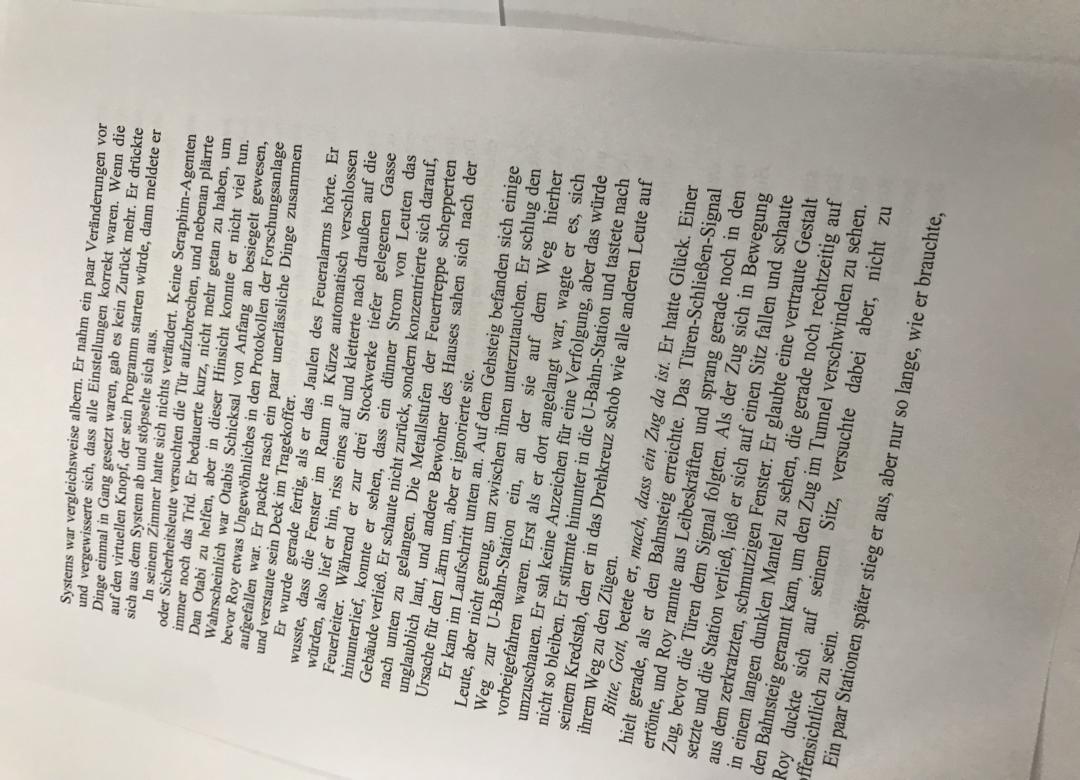 Systems war vergleichsweise albern. Er nahm ein paar Veränderungen vor
und vergewisserte sich, dass alle Einstellungen korrekt waren. Wenn die
Dinge einmal in Gang gesetzt waren, gab es kein Zurück mehr. Er drückte
auf den virtuellen Knopf, der sein Programm starten würde, dann meldete er
sich aus dem System ab und stöpselte sich aus.
In seinem Zimmer hatte sich nichts verändert. Keine Seraphim-Agenten
oder Sicherheitsleute versuchten die Tür aufzubrechen, und nebenan plärrte
immer noch das Trid. Er bedauerte kurz, nicht mehr getan zu haben, um
Dan Otabi zu helfen, aber in dieser Hinsicht konnte er nicht viel tun.
Wahrscheinlich war Otabis Schicksal von Anfang an besiegelt gewesen,
bevor Roy etwas Ungewöhnliches in den Protokollen der Forschungsanlage
aufgefallen war. Er packte rasch ein paar unerlässliche Dinge zusammen
und verstaute sein Deck im Tragekoffer.
Er wurde gerade fertig, als er das Jaulen des Feueralarms hörte. Er
wusste, dass die Fenster im Raum in Kürze automatisch verschlossen
würden, also lief er hin, riss eines auf und kletterte nach draußen auf die
Feuerleiter. Während er zur drei Stockwerke tiefer gelegenen Gasse
hinunterlief, konnte er sehen, dass ein dünner Strom von Leuten das
Gebäude verließ. Er schaute nicht zurück, sondern konzentrierte sich darauf,
nach unten zu gelangen. Die Metallstufen der Feuertreppe schepperten
unglaublich laut, und andere Bewohner des Hauses sahen sich nach der
Ursache für den Lärm um, aber er ignorierte sie.
Er kam im Laufschritt unten an. Auf dem Gehsteig befanden sich einige
Leute, aber nicht genug, um zwischen ihnen unterzutauchen. Er schlug den
Weg zur U-Bahn-Station ein, an der sie auf dem Weg hierher
vorbeigefahren waren. Erst als er dort angelangt war, wagte er es, sich
umzuschauen. Er sah keine Anzeichen für eine Verfolgung, aber das würde
nicht so bleiben. Er stürmte hinunter in die U-Bahn-Station und tastete nach
seinem Kredstab, den er in das Drehkreuz schob wie alle anderen Leute auf
ihrem Weg zu den Zügen.
Bitte, Gott, betete er, mach, dass ein Zug da ist. Er hatte Glück. Einer
hielt gerade, als er den Bahnsteig erreichte. Das Türen-Schließen-Signal
ertönte, und Roy rannte aus Leibeskräften und sprang gerade noch in den
Zug, bevor die Türen dem Signal folgten. Als der Zug sich in Bewegung
setzte und die Station verließ, ließ er sich auf einen Sitz fallen und schaute
aus dem zerkratzten, schmutzigen Fenster. Er glaubte eine vertraute Gestalt
in einem langen dunklen Mantel zu sehen, die gerade noch rechtzeitig auf
den Bahnsteig gerannt kam, um den Zug im Tunnel verschwinden zu sehen.
Roy duckte sich auf seinem Sitz, versuchte dabei aber, nicht zu
offensichtlich zu sein.
Ein paar Stationen später stieg er aus, aber nur so lange, wie er brauchte,